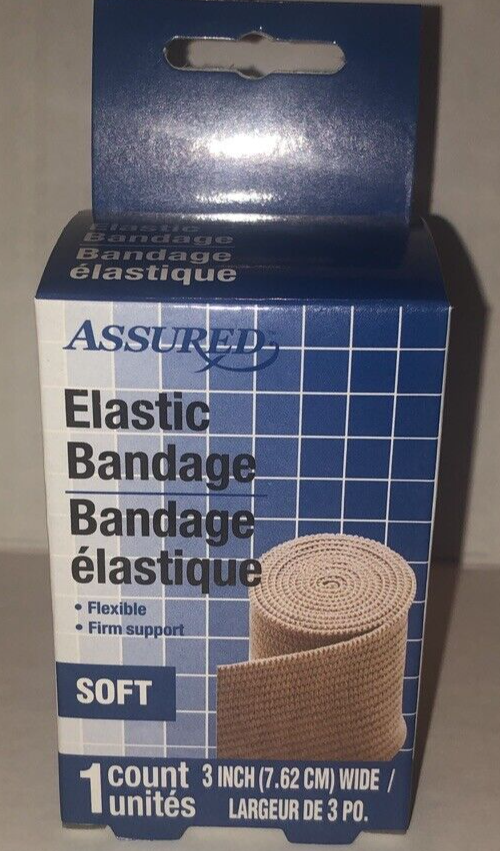 Elastic
Bandage
Bandage
élastique
ASSURED™
Elastic
Bandage
Bandage
élastique
• Flexible
• Firm support
SOFT
1 count
unités
3 INCH (7.62 CM) WIDE /
LARGEUR DE 3 PO.